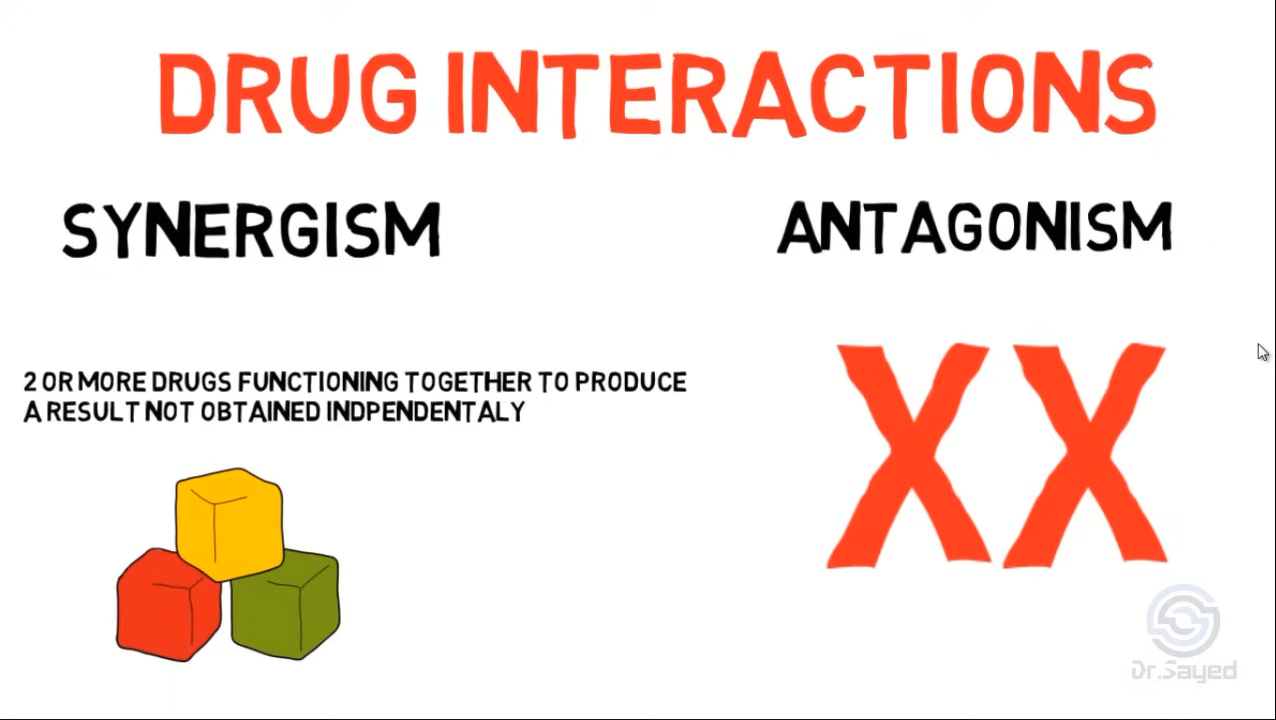 DRUG INTERACTIONS
SYNERGISM
ANTAGONISM
2 OR MORE DRUGS FUNCTIONING TOGETHER TO PRODUCE
A RESULT NOT OBTAINED INDPENDENTALY
XX
Dr.Sayed